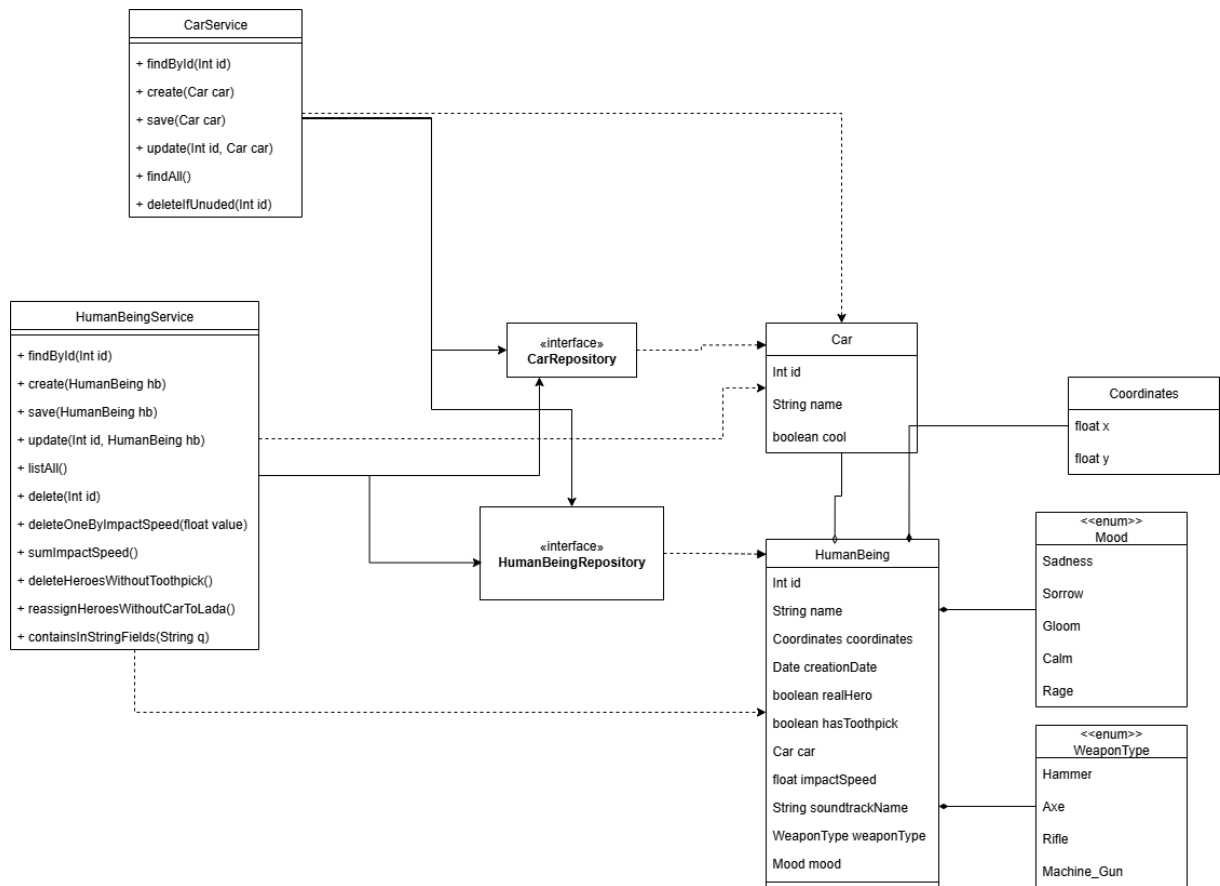 CarService
+ findById(Int id)
+ create(Car car)
+ save(Car car)
+ update(Int id, Car car)
+ findAll()
+ deleteIfUnuded(Int id)
HumanBeingService
+ findById(Int id)
+ create(HumanBeing hb)
+ save(HumanBeing hb)
+ update(Int id, HumanBeing hb)
+ listAll()
+ delete(Int id)
+ deleteOneByImpactSpeed(float value)
+ sumImpactSpeed()
+ deleteHeroesWithoutToothpick()
+ reassignHeroesWithoutCarToLada()
+ containsInStringFields(String q)
«interface»
CarRepository
«interface»
HumanBeingRepository
Car
Int id
String name
boolean cool
HumanBeing
Int id
String name
Coordinates coordinates
Date creationDate
boolean realHero
boolean hasToothpick
Car car
float impactSpeed
String soundtrackName
WeaponType weaponType
Mood mood
Coordinates
float x
float y
<<enum>>
Mood
Sadness
Sorrow
Gloom
Calm
Rage
<<enum>>
WeaponType
Hammer
Axe
Rifle
Machine_Gun